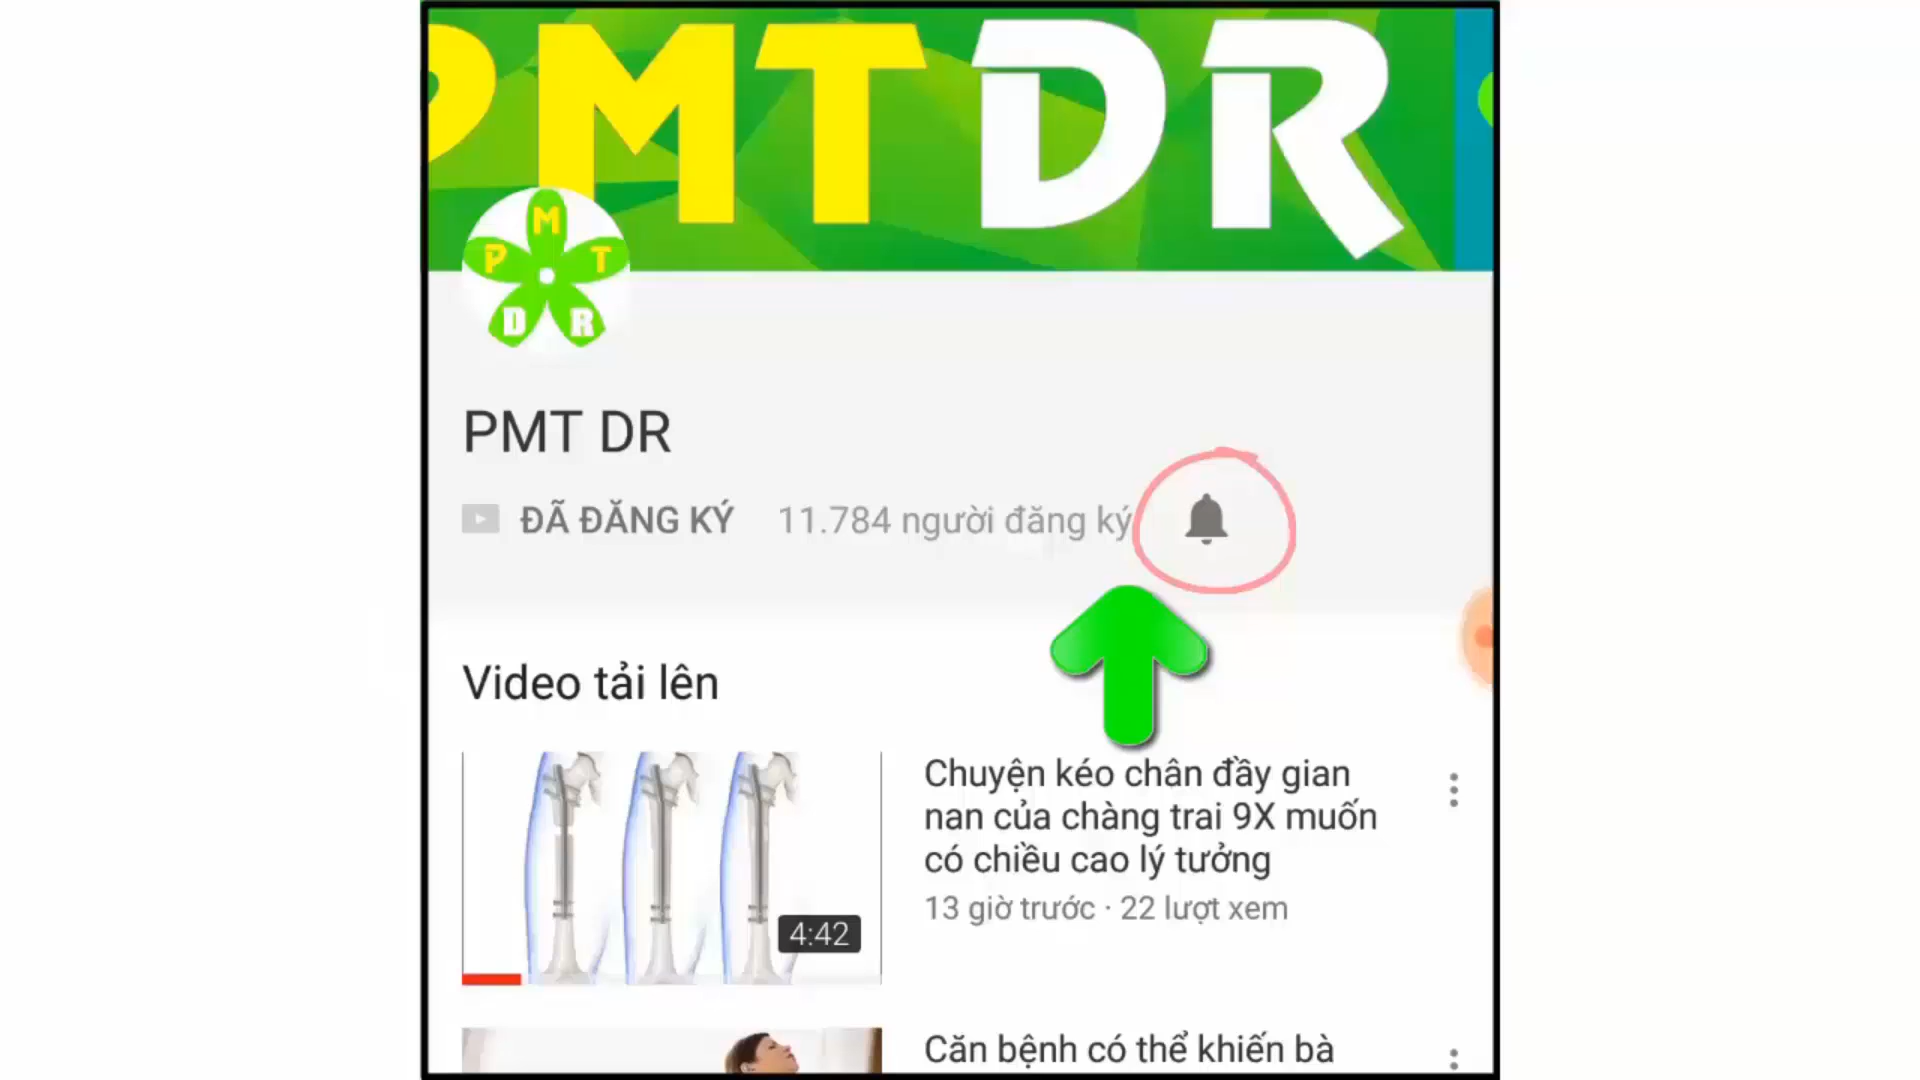 PMT DR
M
P T
D R
PMT DR
ĐÃ ĐĂNG KÝ 11.784 người đăng ký
Video tải lên
Chuyện kéo chân đầy gian
nan của chàng trai 9X muốn
có chiều cao lý tưởng
13 giờ trước · 22 lượt xem
4:42
Căn bệnh có thể khiến bà